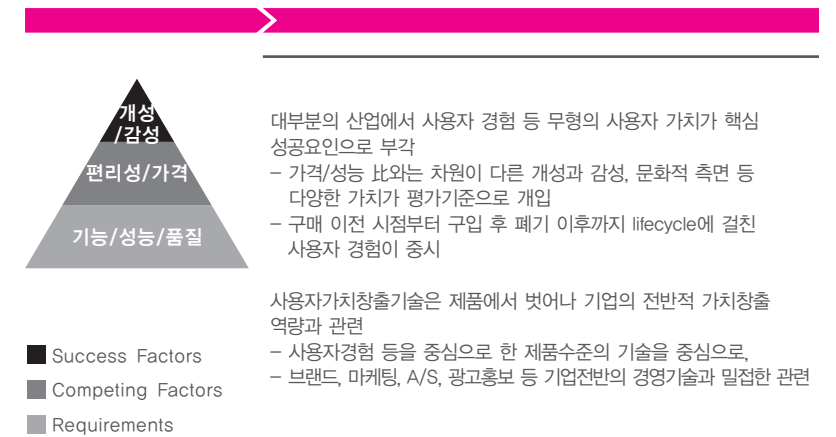 개성
/감성
편리성/가격
기능/성능/품질
Success Factors
Competing Factors
Requirements
대부분의 산업에서 사용자 경험 등 무형의 사용자 가치가 핵심
성공요인으로 부각
– 가격/성능 比와는 차원이 다른 개성과 감성, 문화적 측면 등
다양한 가치가 평가기준으로 개입
– 구매 이전 시점부터 구입 후 폐기 이후까지 lifecycle에 걸친
사용자 경험이 중시
사용자가치창출기술은 제품에서 벗어나 기업의 전반적 가치창출
역량과 관련
– 사용자경험 등을 중심으로 한 제품수준의 기술을 중심으로,
– 브랜드, 마케팅, A/S, 광고홍보 등 기업전반의 경영기술과 밀접한 관련